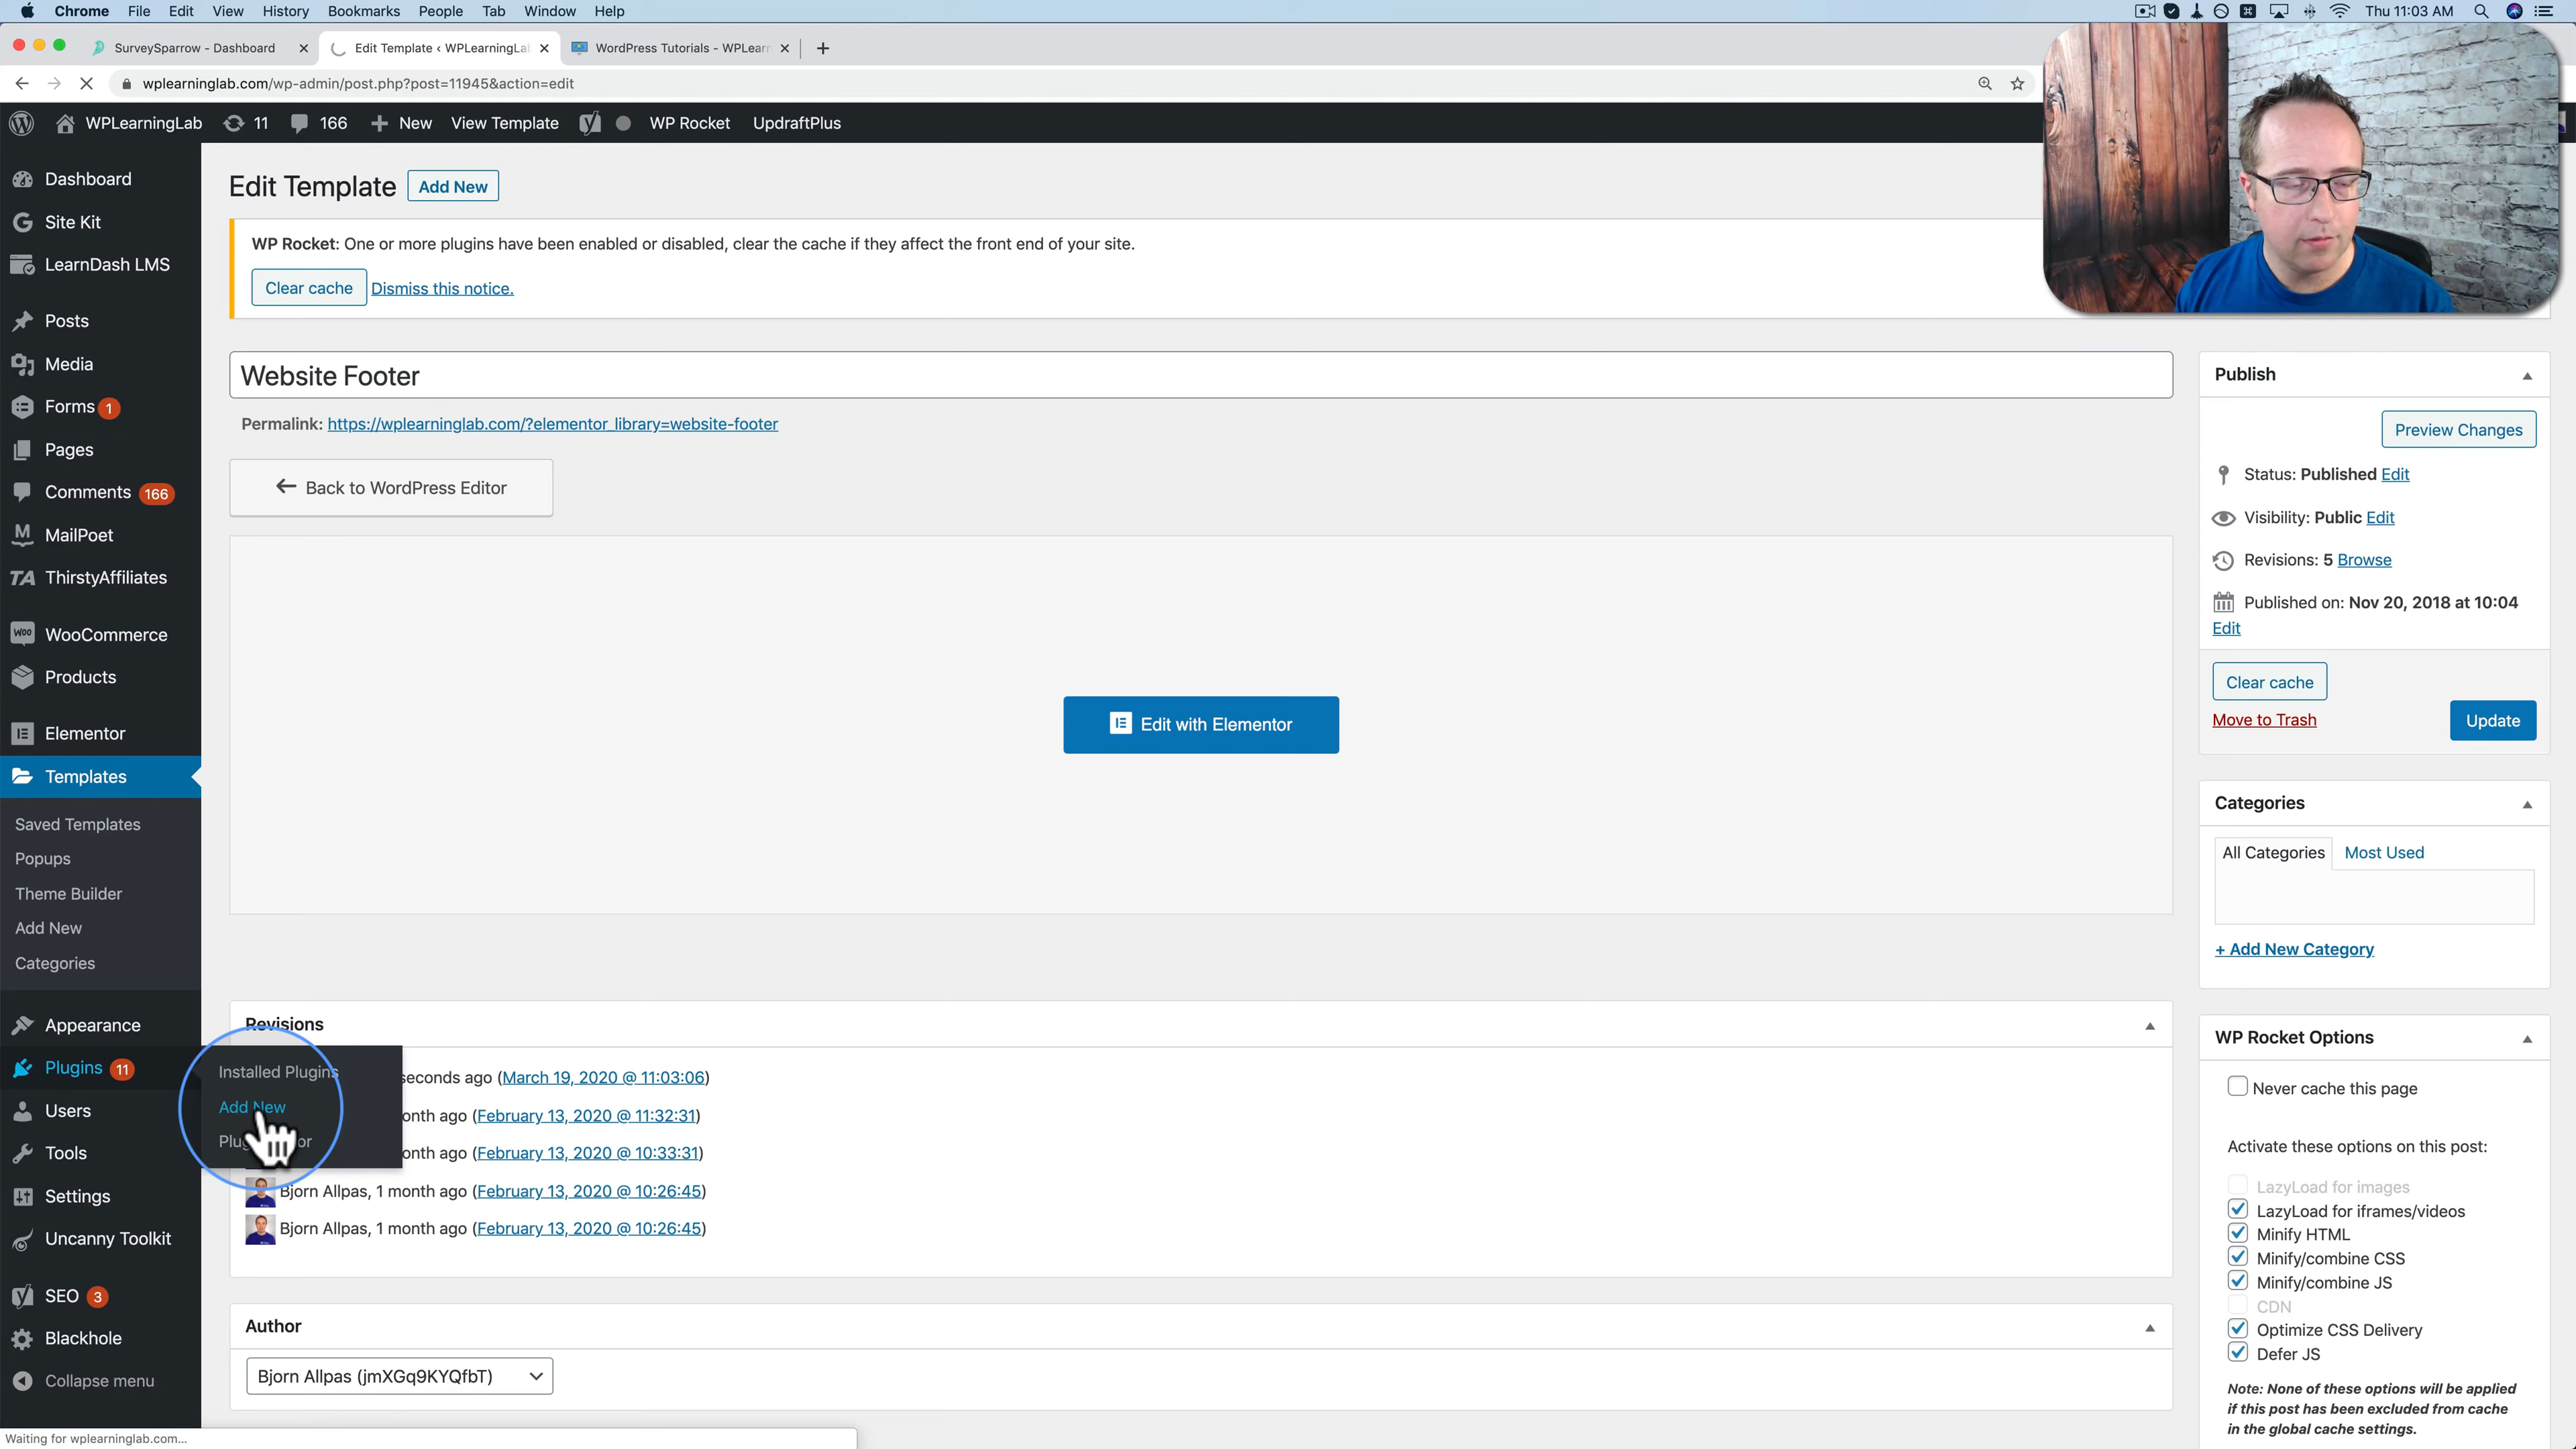 Chrome File Edit View History Bookmarks People Tab Window Help Thu 11:03 AM
SurveySparrow - Dashboard Edit Template ‹ WPLearningLa WordPress Tutorials - WPLearn
wplearninglab.com/wp-admin/post.php?post=11945&action=edit
WPLearningLab 11 166 New View Template WP Rocket UpdraftPlus
Dashboard
Site Kit
LearnDash LMS
Posts
Media
Forms 1
Pages
Comments 166
MailPoet
TA ThirstyAffiliates
WooCommerce
Products
Elementor
Templates
Saved Templates
Popups
Theme Builder
Add New
Categories
Appearance
Plugins 11
Users
Tools
Settings
Uncanny Toolkit
SEO 3
Blackhole
Collapse menu
Installed Plugins
Add New
Edit Template Add New
WP Rocket: One or more plugins have been enabled or disabled, clear the cache if they affect the front end of your site.
Clear cache Dismiss this notice.
Website Footer
Permalink: https://wplearninglab.com/?elementor_library=website-footer
Back to WordPress Editor
Edit with Elementor
Revisions
seconds ago (March 19, 2020 @ 11:03:06)
onth ago (February 13, 2020 @ 11:32:31)
onth ago (February 13, 2020 @ 10:33:31)
Bjorn Allpas, 1 month ago (February 13, 2020 @ 10:26:45)
Bjorn Allpas, 1 month ago (February 13, 2020 @ 10:26:45)
Author
Bjorn Allpas (jmXGq9KYQfbT)
Publish
Preview Changes
Status: Published Edit
Visibility: Public Edit
Revisions: 5 Browse
Published on: Nov 20, 2018 at 10:04
Edit
Clear cache
Move to Trash Update
Categories
All Categories Most Used
+ Add New Category
WP Rocket Options
Never cache this page
Activate these options on this post:
LazyLoad for images
LazyLoad for iframes/videos
Minify HTML
Minify/combine CSS
Minify/combine JS
CDN
Optimize CSS Delivery
Defer JS
Note: None of these options will be applied
if this post has been excluded from cache
in the global cache settings.
Waiting for wplearninglab.com...